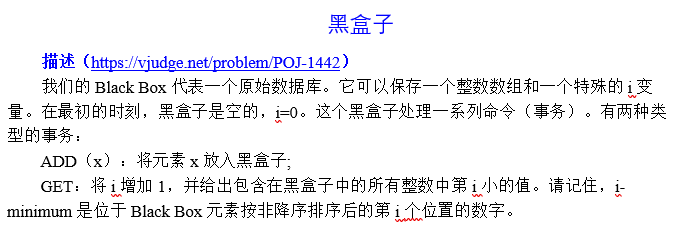 黑盒子
描述（https://vjudge.net/problem/POJ-1442）
我们的 Black Box 代表一个原始数据库。它可以保存一个整数数组和一个特殊的 i 变
量。在最初的时刻，黑盒子是空的，i=0。这个黑盒子处理一系列命令（事务）。有两种类
型的事务：
ADD（x）：将元素 x 放入黑盒子;
GET：将 i 增加 1，并给出包含在黑盒子中的所有整数中第 i 小的值。请记住，i-
minimum 是位于 Black Box 元素按非降序排序后的第 i 个位置的数字。